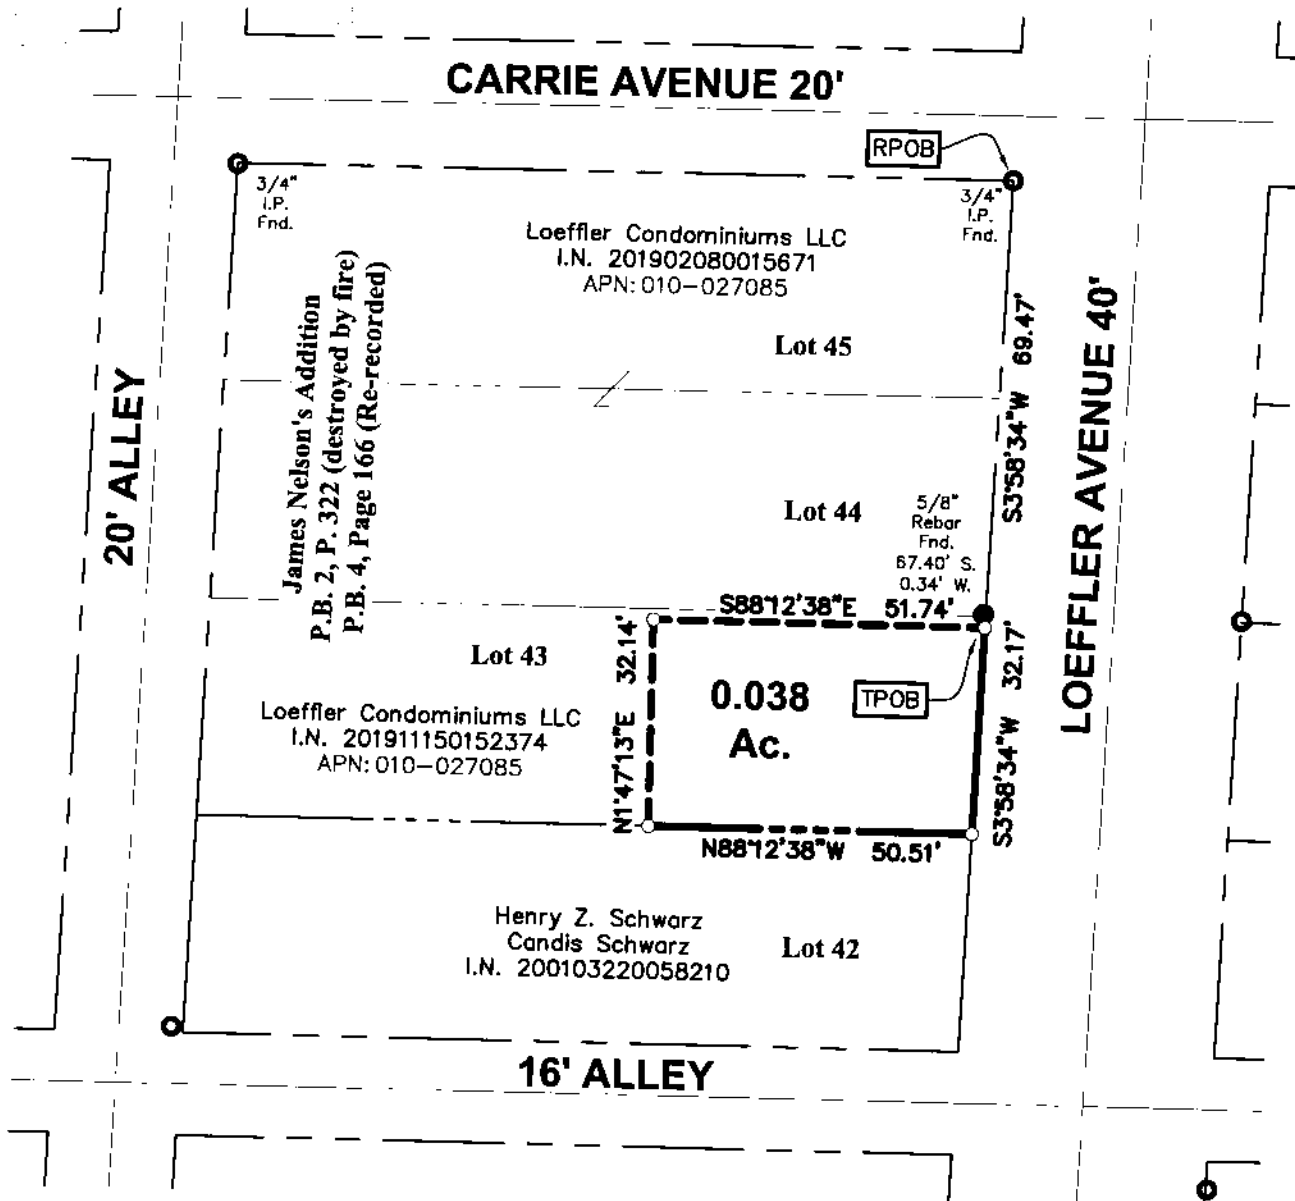 CARRIE AVENUE 20'
RPOB
3/4"
I.P.
Fnd.
3/4"
I.P.
Fnd.
Loeffler Condominiums LLC
I.N. 201902080015671
APN: 010-027085
James Nelson's Addition
P.B. 2, P. 322 (destroyed by fire)
P.B. 4, Page 166 (Re-recorded)
Lot 45
S3°58'34"W 69.47'
LOEFFLER AVENUE 40'
20' ALLEY
Lot 44
5/8"
Rebar
Fnd.
67.40' S.
0.34' W.
S88°12'38"E 51.74'
Lot 43
N1°47'13"E 32.14'
0.038
Ac.
TPOB
S3°58'34"W 32.17'
Loeffler Condominiums LLC
I.N. 201911150152374
APN: 010-027085
N88°12'38"W 50.51'
Henry Z. Schwarz
Candis Schwarz
I.N. 200103220058210
Lot 42
16' ALLEY